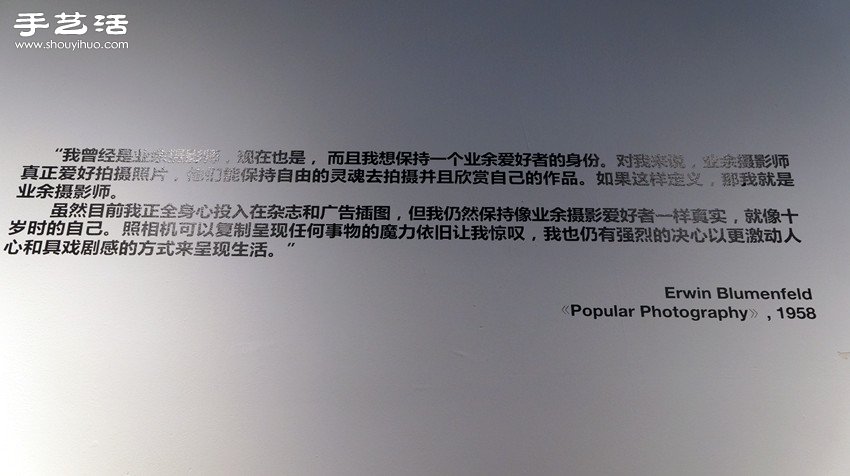 手艺活
www.shouyihuo.com
“我曾经是业余摄影师，现在也是，而且我想保持一个业余爱好者的身份。对我来说，业余摄影师
真正爱好拍摄照片，他们能保持自由的灵魂去拍摄并且欣赏自己的作品。如果这样定义，那我就是
业余摄影师。
虽然目前我正全身心投入在杂志和广告插图，但我仍然保持像业余摄影爱好者一样真实，就像十
岁时的自己。照相机可以复制呈现任何事物的魔力依旧让我惊叹，我也仍有强烈的决心以更激动人
心和具戏剧感的方式来呈现生活。”
Erwin Blumenfeld
《Popular Photography》, 1958